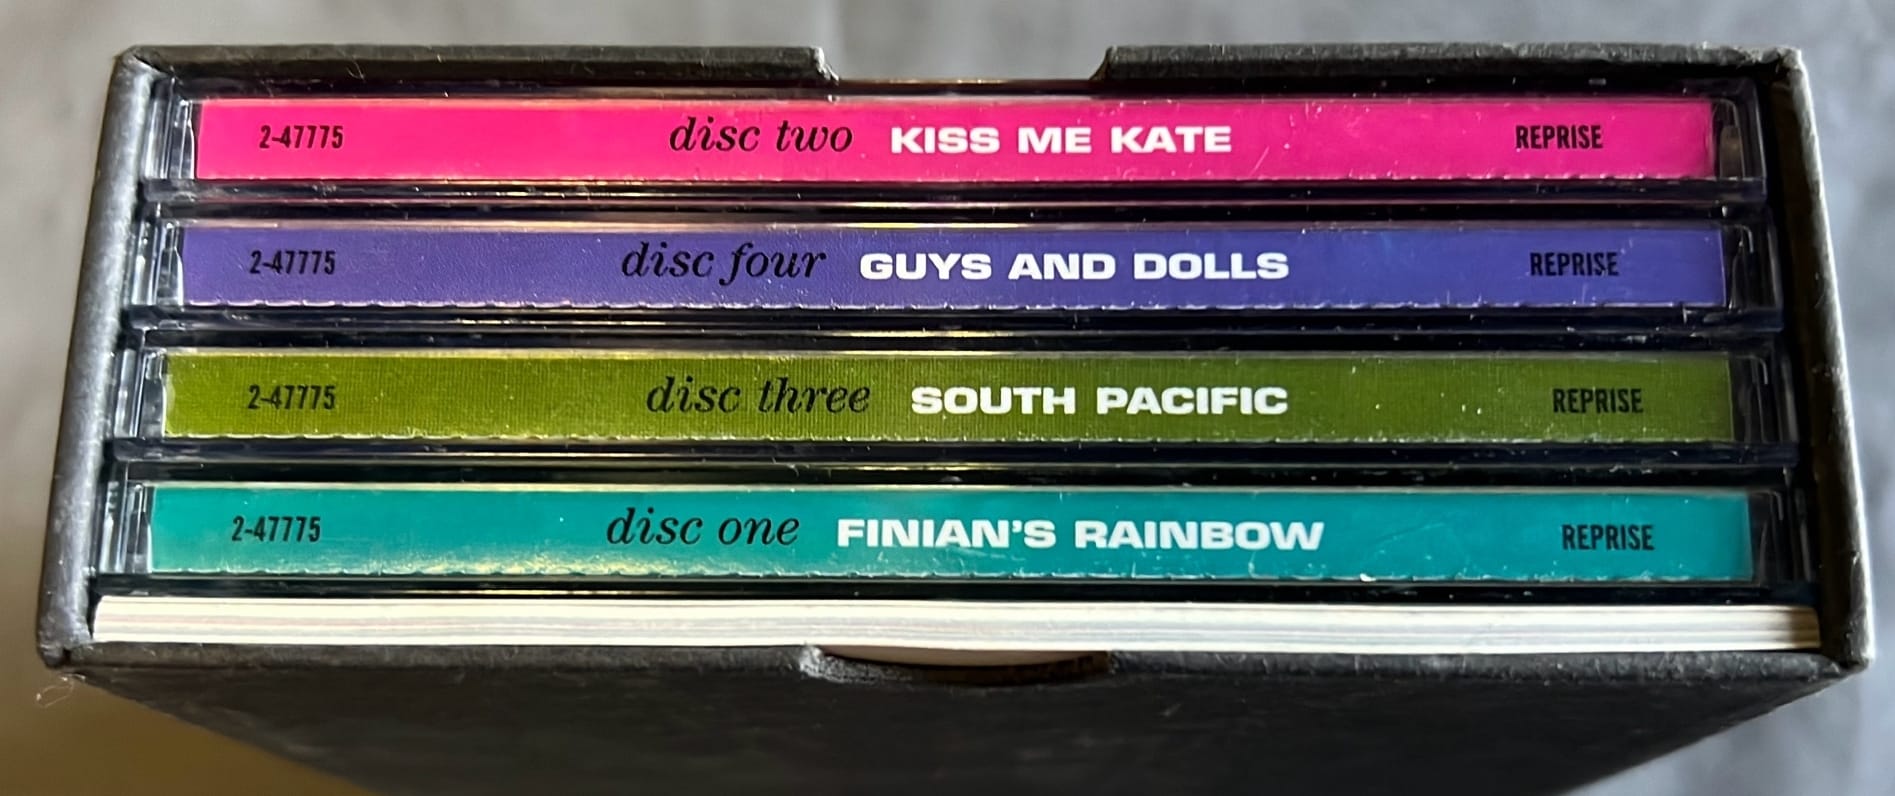 2-47775 disc two KISS ME KATE REPRISE
2-47775 disc four GUYS AND DOLLS REPRISE
2-47775 disc three SOUTH PACIFIC REPRISE
2-47775 disc one FINIAN'S RAINBOW REPRISE